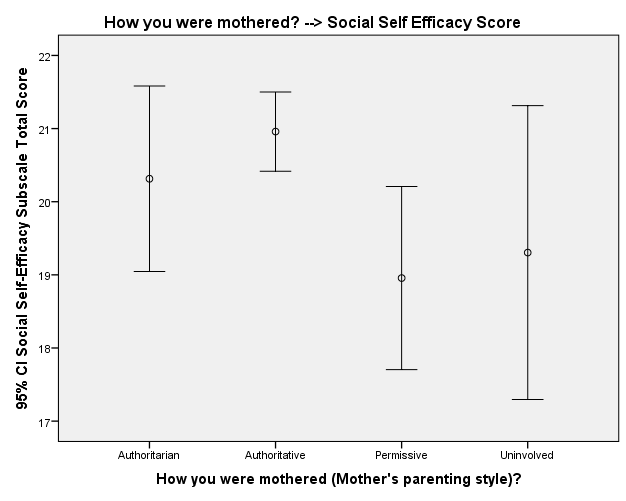 How you were mothered? --> Social Self Efficacy Score
95% CI Social Self-Efficacy Subscale Total Score
22
21
20
19
18
17
Authoritarian Authoritative Permissive Uninvolved
How you were mothered (Mother's parenting style)?